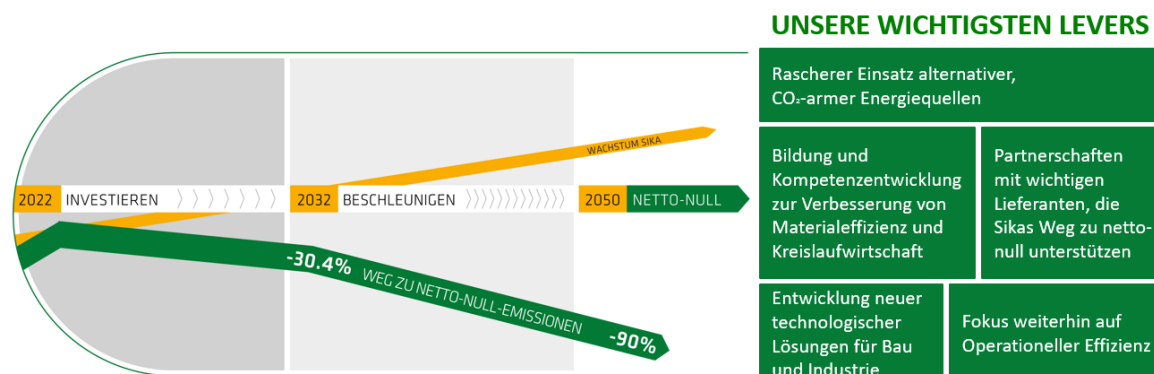 UNSERE WICHTIGSTEN LEVERS
Rascherer Einsatz alternativer,
CO₂-armer Energiequellen
WACHSTUM SIKA
Bildung und
Kompetenzentwicklung
zur Verbesserung von
Materialeffizienz und
Kreislaufwirtschaft
Partnerschaften
mit wichtigen
Lieferanten, die
Sikas Weg zu netto-
null unterstützen
2022 INVESTIEREN
2032 BESCHLEUNIGEN
2050 NETTO-NULL
-30.4% WEG ZU NETTO-NULL-EMISSIONEN -90%
Entwicklung neuer
technologischer
Lösungen für Bau
und Industrie
Fokus weiterhin auf
Operationeller Effizienz